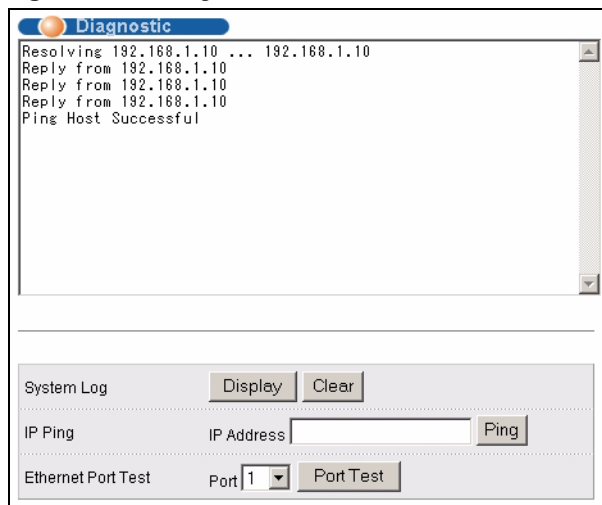 Diagnostic
Resolving 192.168.1.10 ... 192.168.1.10
Reply from 192.168.1.10
Reply from 192.168.1.10
Reply from 192.168.1.10
Ping Host Successful
System Log Display Clear
IP Ping IP Address Ping
Ethernet Port Test Port 1 Port Test